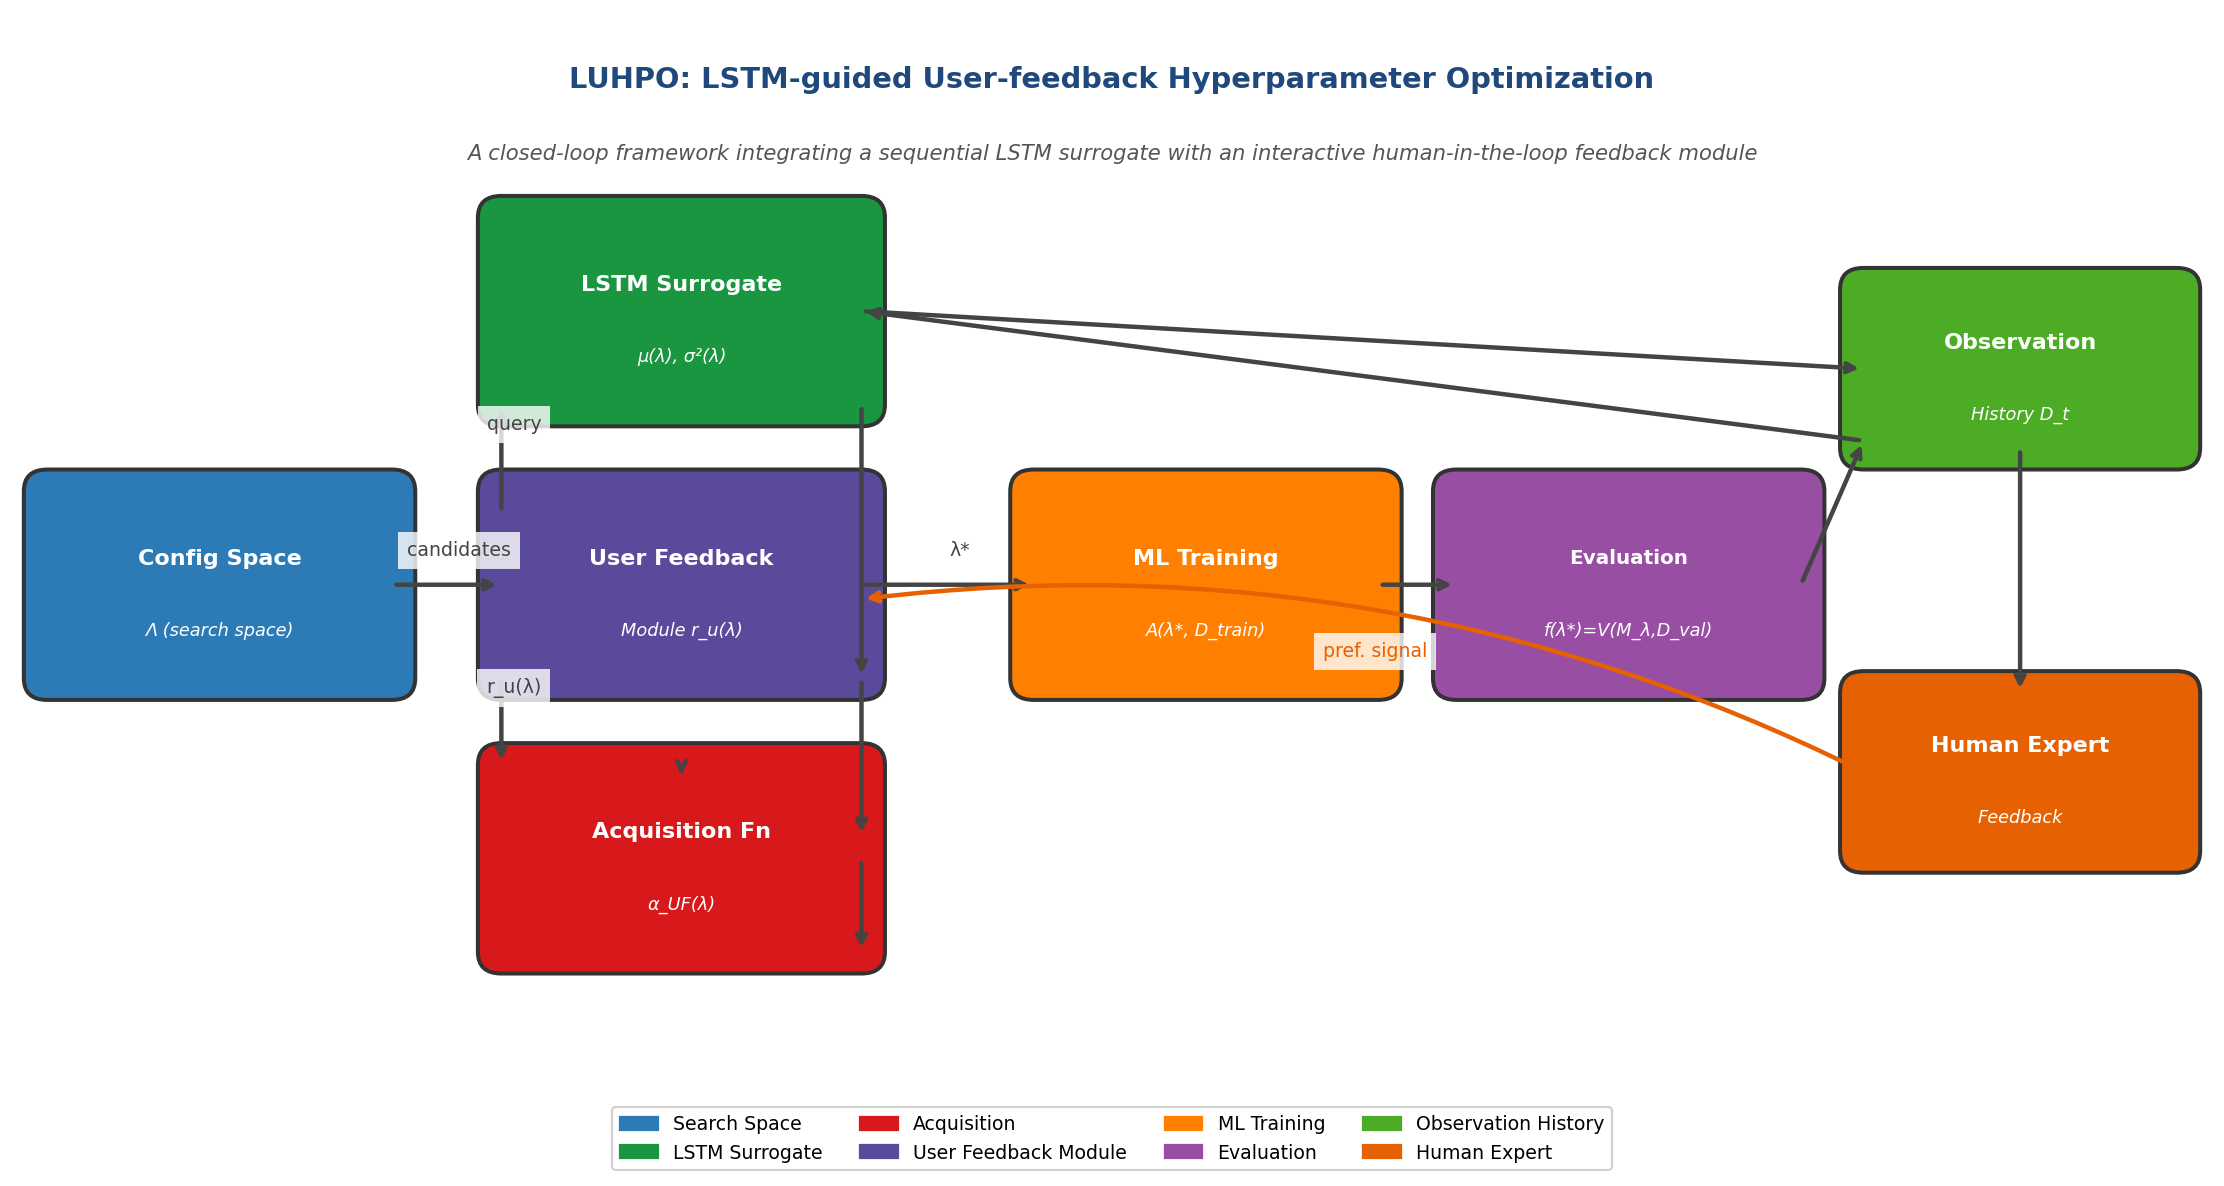 LUHPO: LSTM-guided User-feedback Hyperparameter Optimization
A closed-loop framework integrating a sequential LSTM surrogate with an interactive human-in-the-loop feedback module
LSTM Surrogate
μ(λ), σ²(λ)
Observation
History D_t
query
Config Space
Λ (search space)
candidates
User Feedback
Module r_u(λ)
λ*
ML Training
A(λ*, D_train)
Evaluation
f(λ*)=V(M_λ,D_val)
pref. signal
r_u(λ)
Human Expert
Feedback
Acquisition Fn
α_UF(λ)
Search Space
Acquisition
ML Training
Observation History
LSTM Surrogate
User Feedback Module
Evaluation
Human Expert